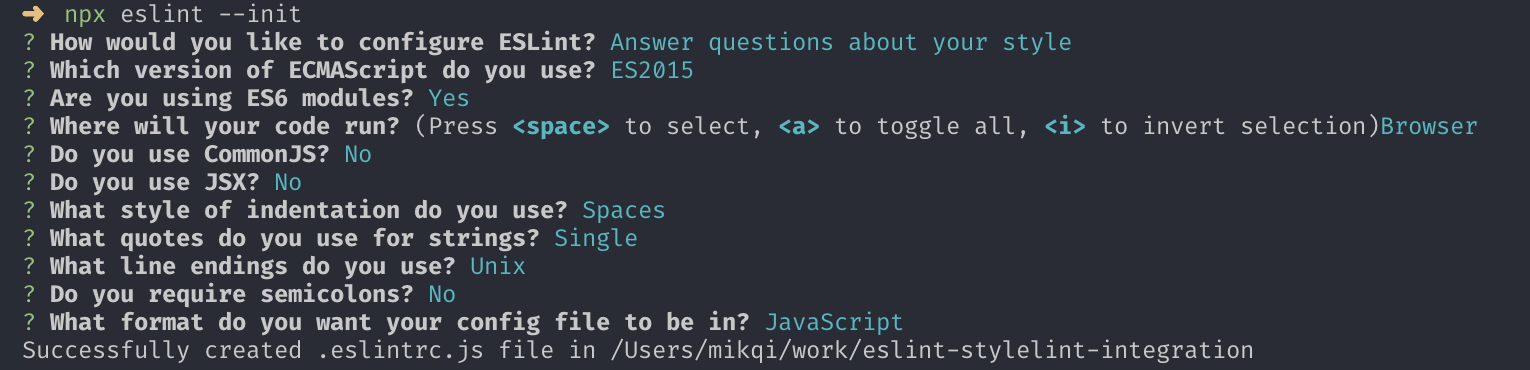 ➜ npx eslint --init
? How would you like to configure ESLint? Answer questions about your style
? Which version of ECMAScript do you use? ES2015
? Are you using ES6 modules? Yes
? Where will your code run? (Press <space> to select, <a> to toggle all, <i> to invert selection)Browser
? Do you use CommonJS? No
? Do you use JSX? No
? What style of indentation do you use? Spaces
? What quotes do you use for strings? Single
? What line endings do you use? Unix
? Do you require semicolons? No
? What format do you want your config file to be in? JavaScript
Successfully created .eslintrc.js file in /Users/mikqi/work/eslint-stylelint-integration